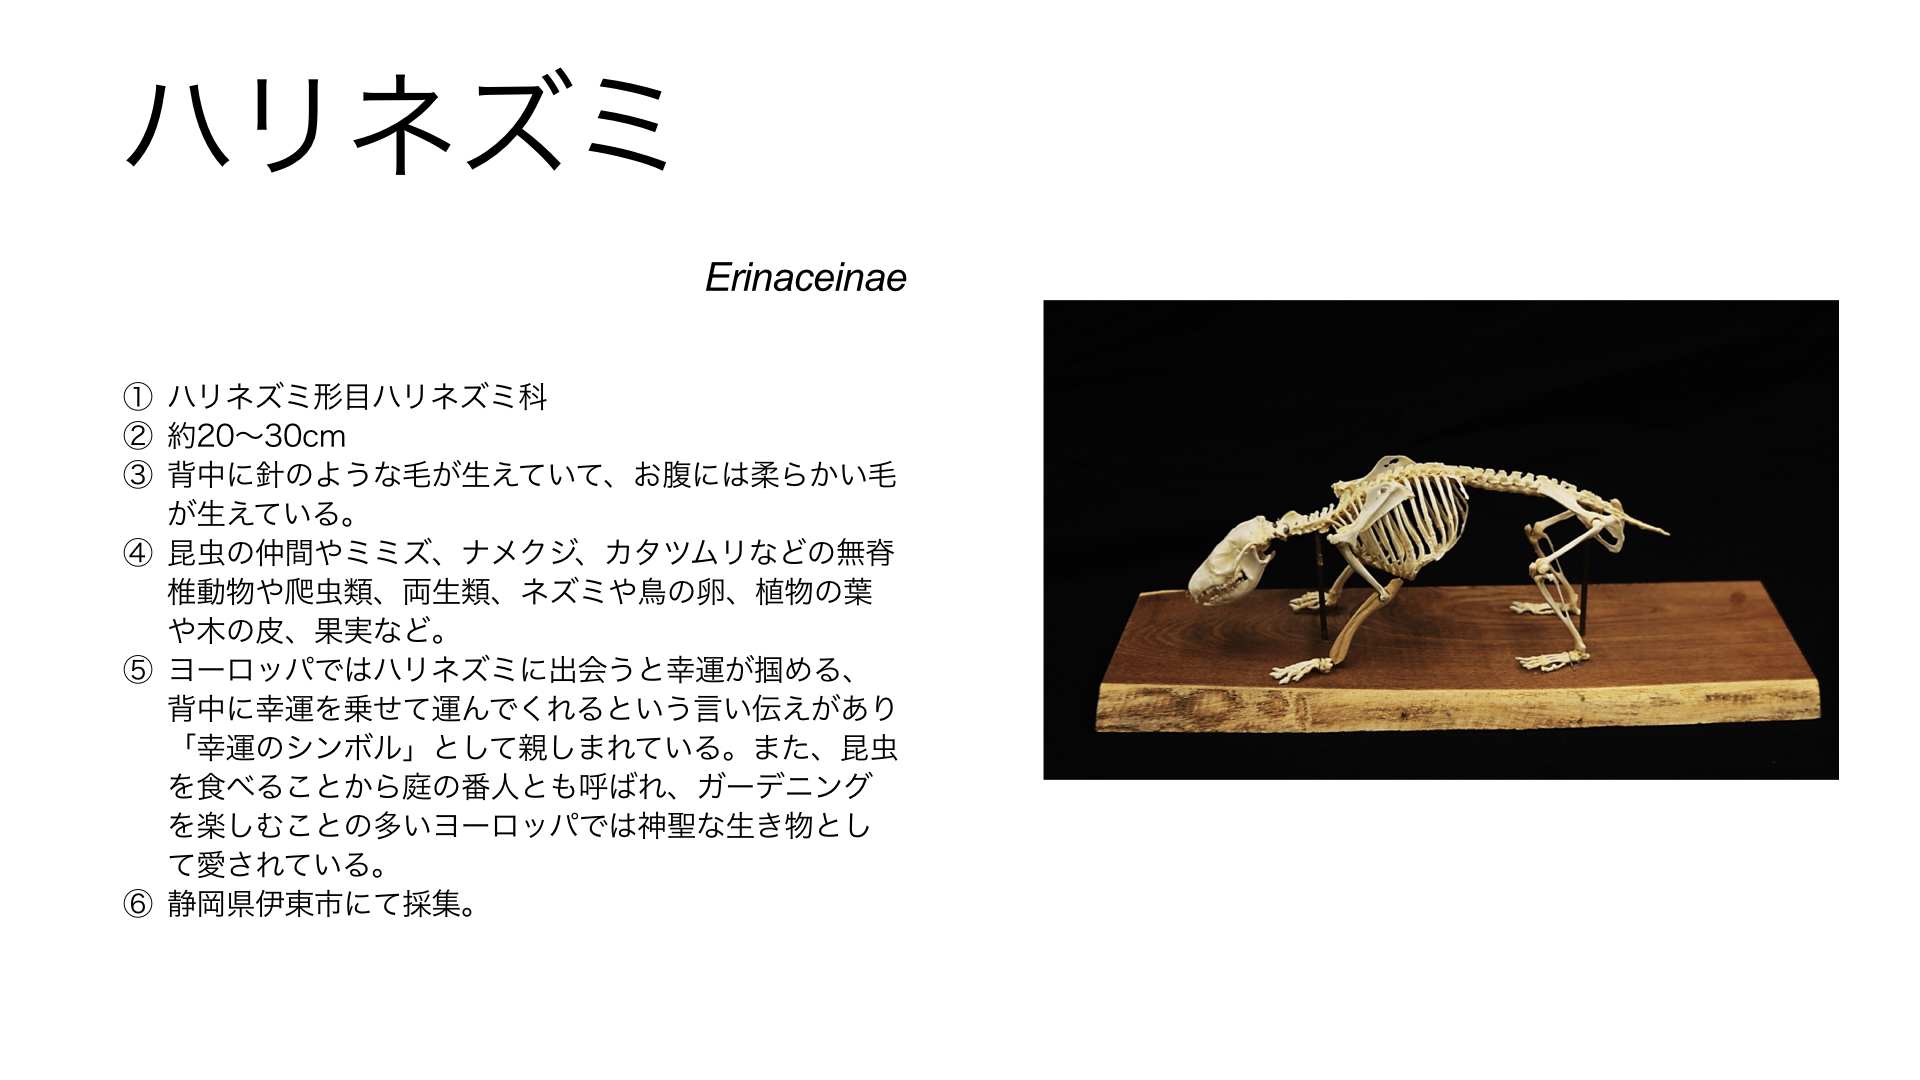 ハリネズミ
Erinaceinae
① ハリネズミ形目ハリネズミ科
② 約20〜30cm
③ 背中に針のような毛が生えていて、お腹には柔らかい毛
が生えている。
④ 昆虫の仲間やミミズ、ナメクジ、カタツムリなどの無脊
椎動物や爬虫類、両生類、ネズミや鳥の卵、植物の葉
や木の皮、果実など。
⑤ ヨーロッパではハリネズミに出会うと幸運が掴める、
背中に幸運を乗せて運んでくれるという言い伝えがあり
「幸運のシンボル」として親しまれている。また、昆虫
を食べることから庭の番人とも呼ばれ、ガーデニング
を楽しむことの多いヨーロッパでは神聖な生き物とし
て愛されている。
⑥ 静岡県伊東市にて採集。